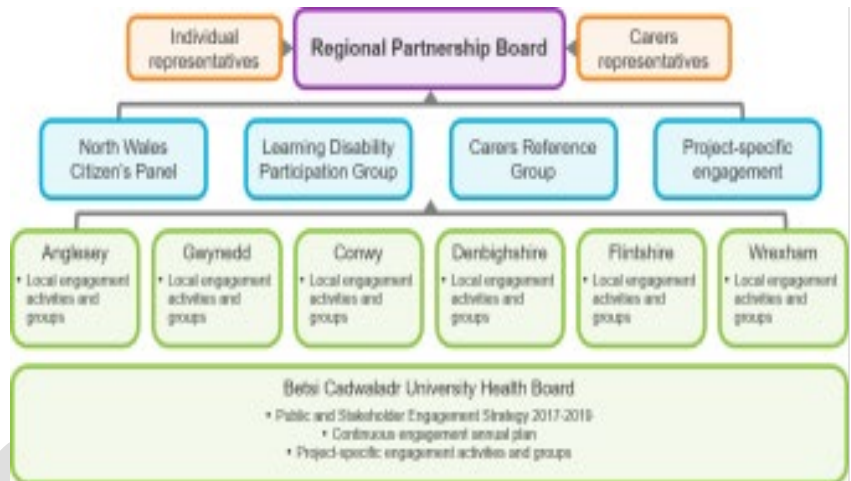 Individual
representatives
Regional Partnership Board
Carers
representatives
North Wales
Citizen's Panel
Learning Disability
Participation Group
Carers Reference
Group
Project-specific
engagement
Anglesey
• Local engagement
activities and
groups
Gwynedd
• Local engagement
activities and
groups
Conwy
• Local engagement
activities and
groups
Denbighshire
• Local engagement
activities and
groups
Flintshire
• Local engagement
activities and
groups
Wrexham
• Local engagement
activities and
groups
Betsi Cadwaladr University Health Board
• Public and Stakeholder Engagement Strategy 2017-2019
• Continuous engagement annual plan
• Project-specific engagement activities and groups